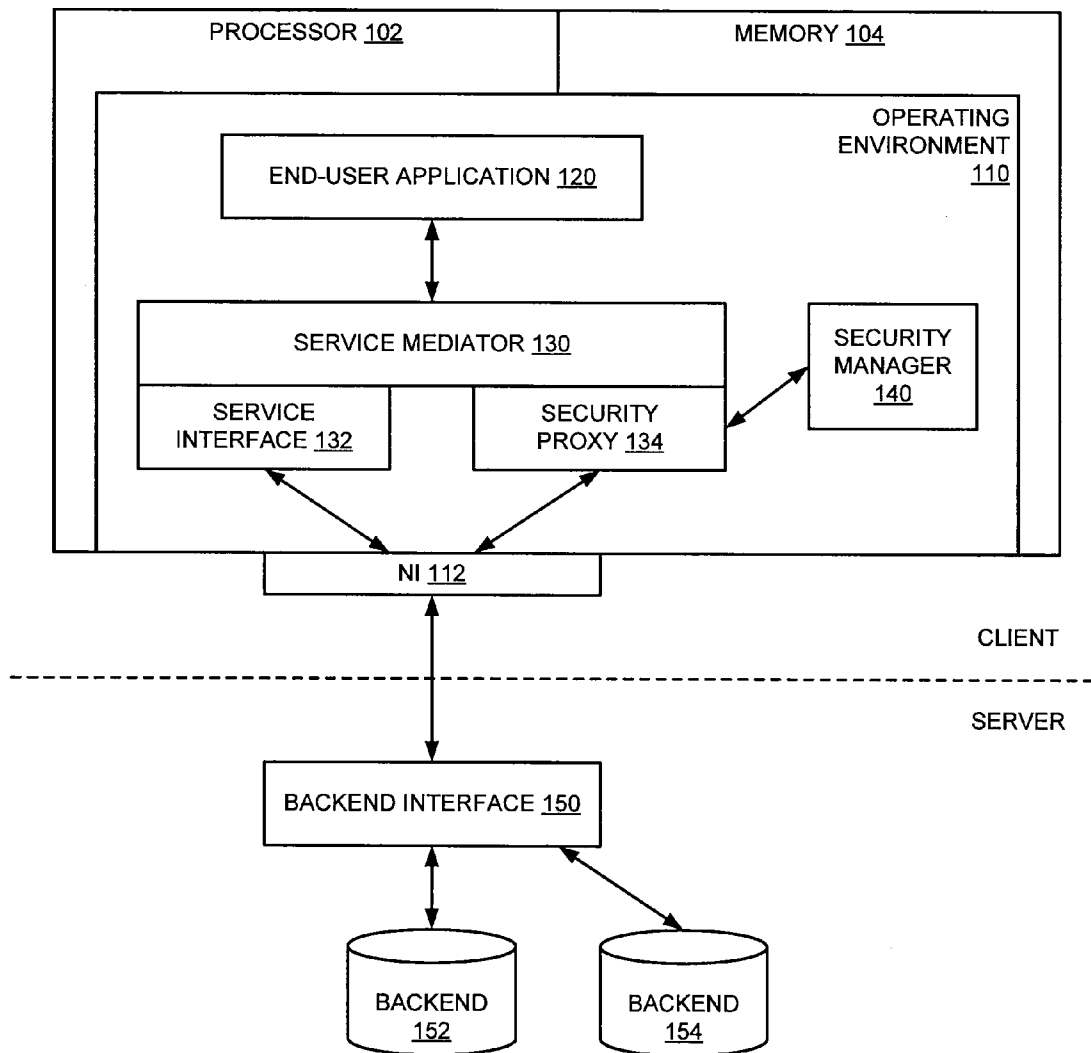 PROCESSOR 102
MEMORY 104
OPERATING
ENVIRONMENT
110
END-USER APPLICATION 120
SERVICE MEDIATOR 130
SERVICE
INTERFACE 132
SECURITY
PROXY 134
SECURITY
MANAGER
140
NI 112
CLIENT
SERVER
BACKEND INTERFACE 150
BACKEND
152
BACKEND
154